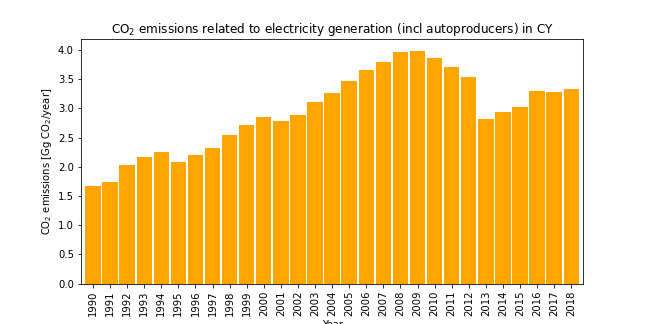 CO₂ emissions related to electricity generation (incl autoproducers) in CY
CO₂ emissions [Gg CO₂/year]
4.0
3.5
3.0
2.5
2.0
1.5
1.0
0.5
0.0
1990 1991 1992 1993 1994 1995 1996 1997 1998 1999 2000 2001 2002 2003 2004 2005 2006 2007 2008 2009 2010 2011 2012 2013 2014 2015 2016 2017 2018
Year